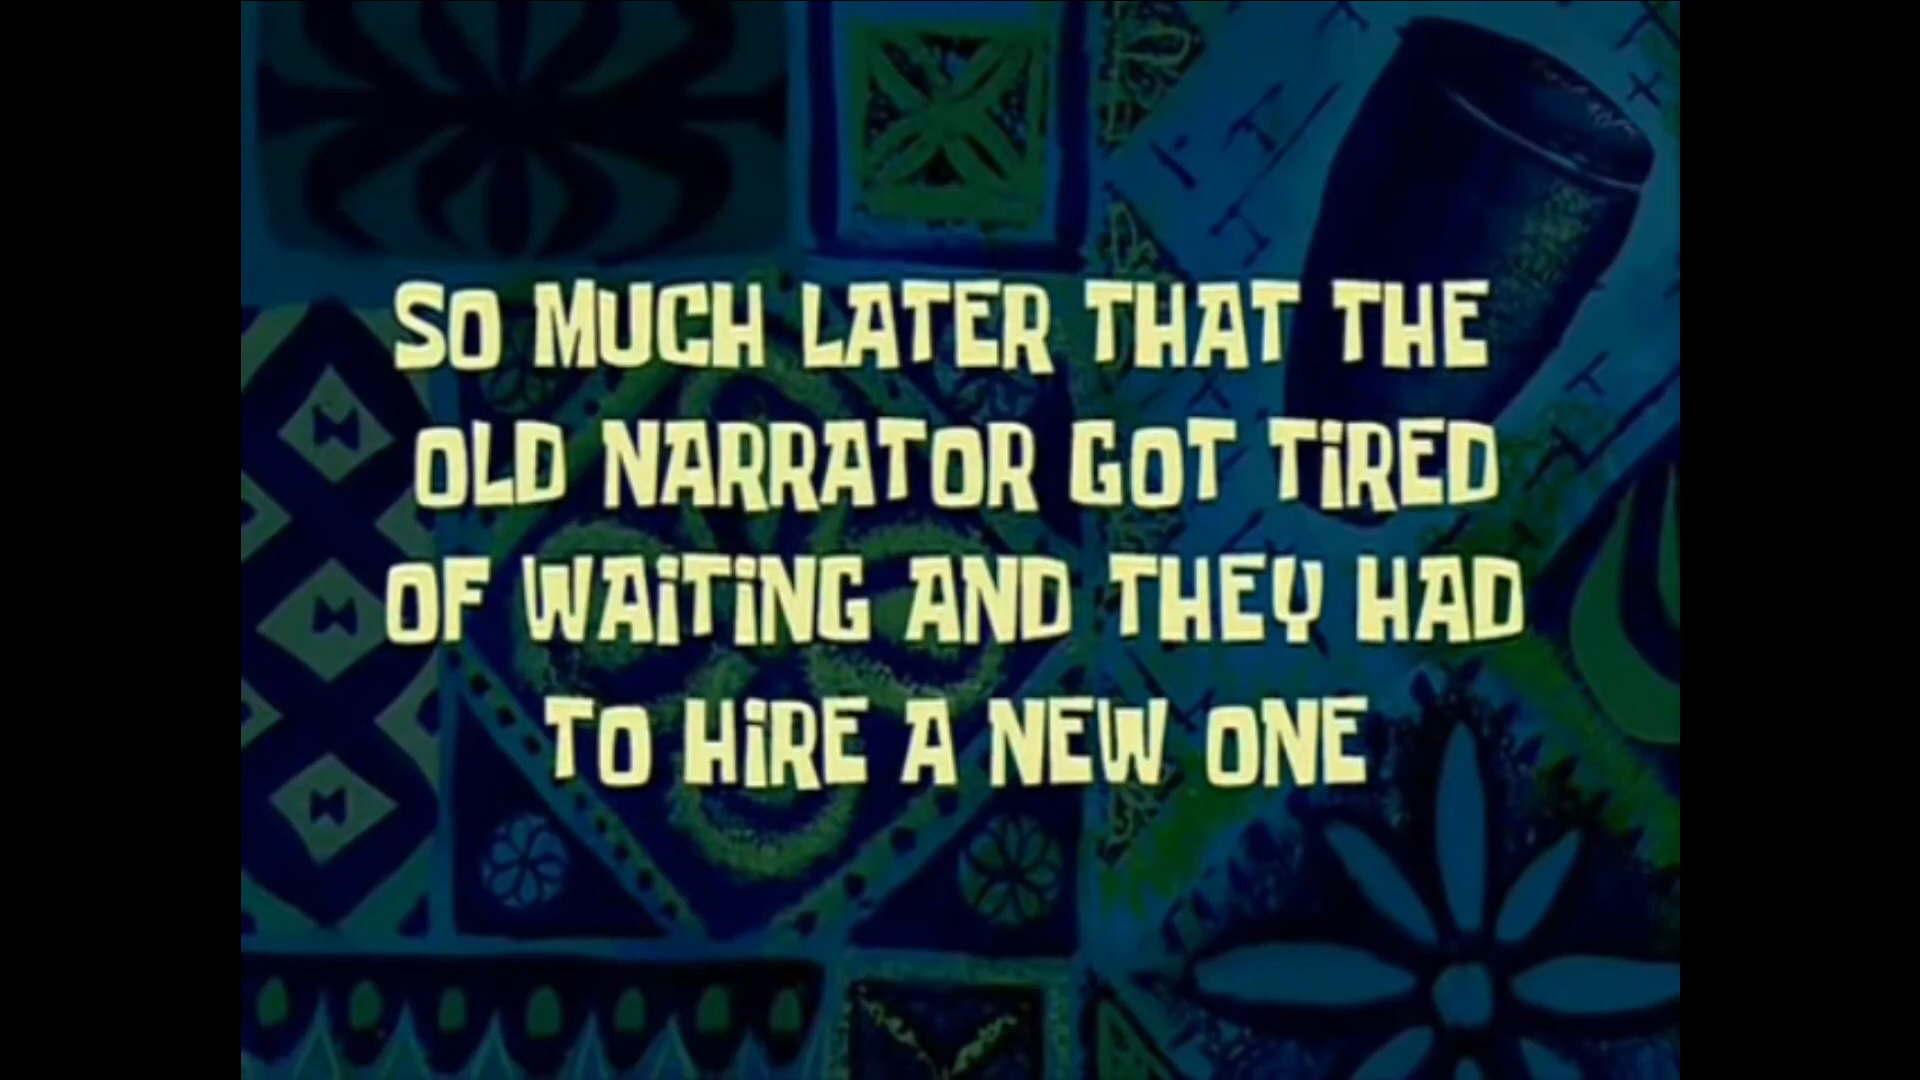 SO MUCH LATER THAT THE
OLD NARRATOR GOT TiRED
OF WAiTiNG AND THEY HAD
TO HiRE A NEW ONE